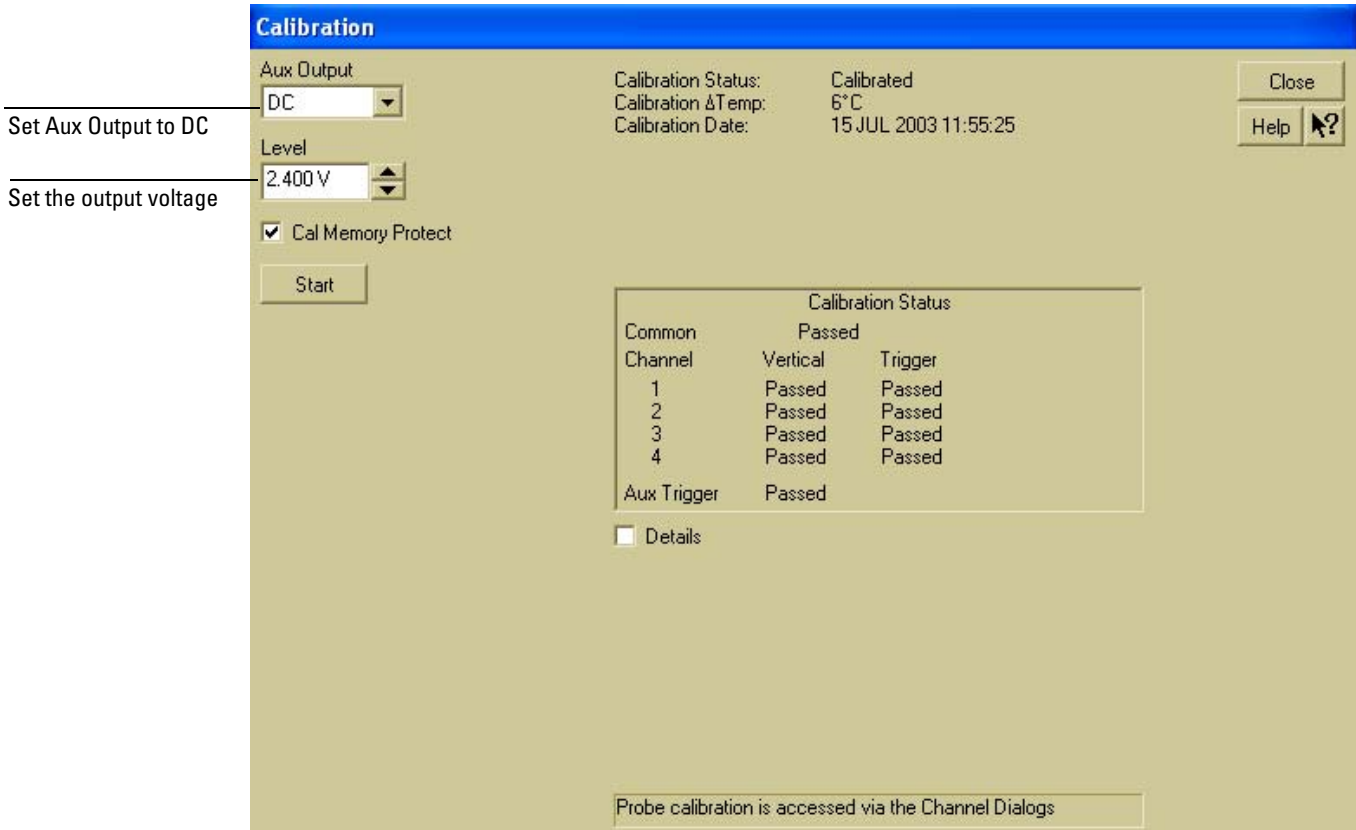 Calibration
Aux Output
DC
Set Aux Output to DC
Level
2.400 V
Set the output voltage
Cal Memory Protect
Start
Calibration Status: Calibrated
Calibration ΔTemp: 6°C
Calibration Date: 15 JUL 2003 11:55:25
Close
Help ?
Calibration Status
Common Passed
Channel Vertical Trigger
1 Passed Passed
2 Passed Passed
3 Passed Passed
4 Passed Passed
Aux Trigger Passed
Details
Probe calibration is accessed via the Channel Dialogs